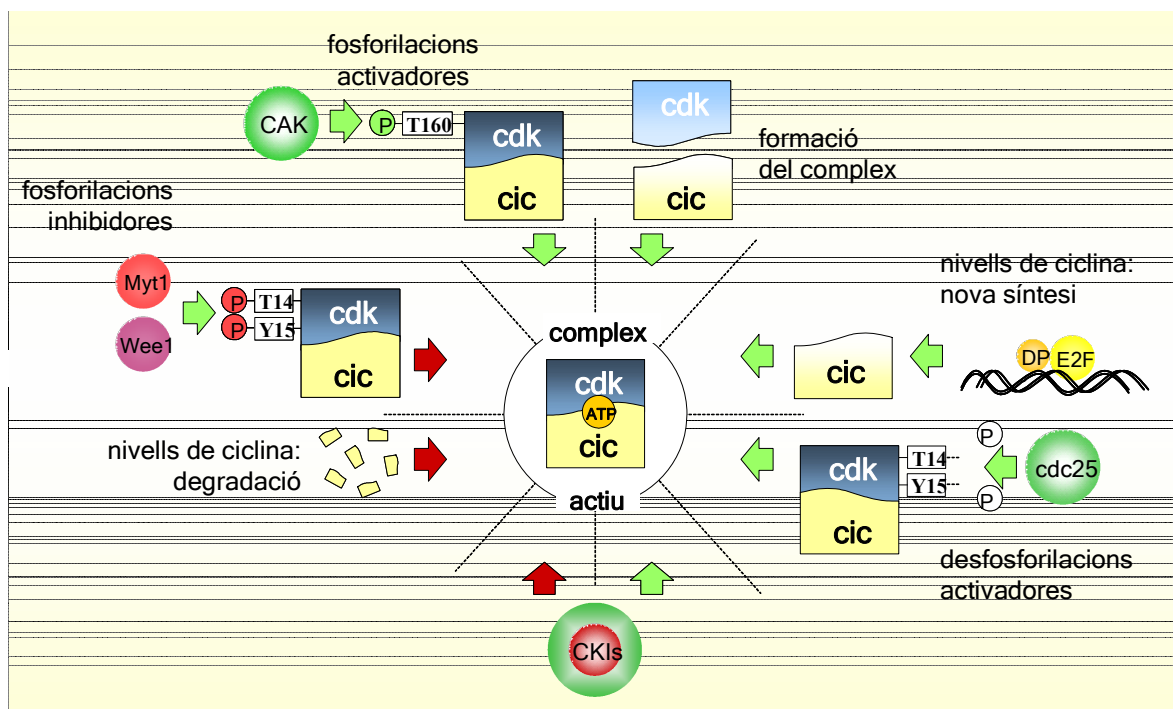 fosforilacions
activadores
CAK
P
T160
cdk
cic
cdk
cic
formació
del complex
fosforilacions
inhibidores
Myt1
Wee1
P
T14
P
Y15
cdk
cic
nivells de ciclina:
nova síntesi
DP
E2F
cic
complex
cdk
ATP
cic
actiu
nivells de ciclina:
degradació
P
T14
cdk
Y15
P
cic
cdc25
desfosforilacions
activadores
CKIs